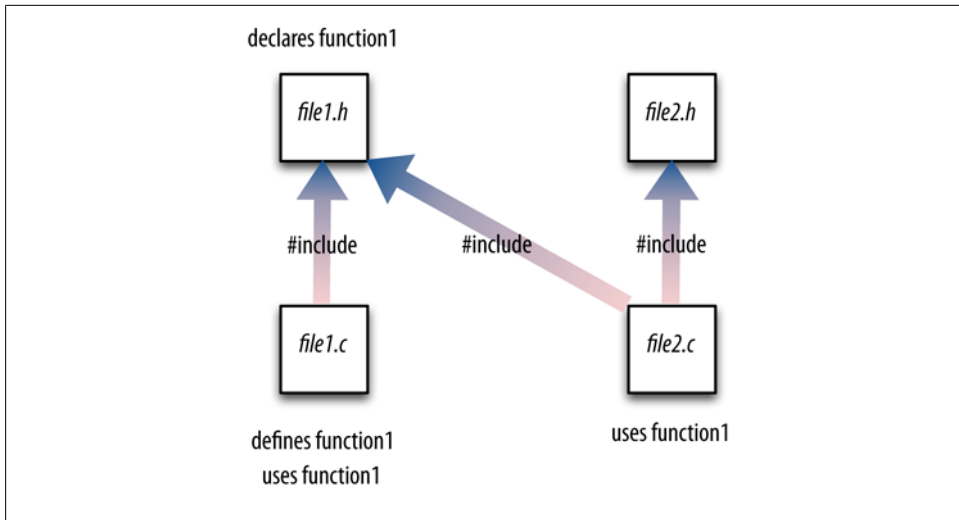 declares function1
file1.h
file2.h
#include
#include
#include
file1.c
file2.c
defines function1
uses function1
uses function1